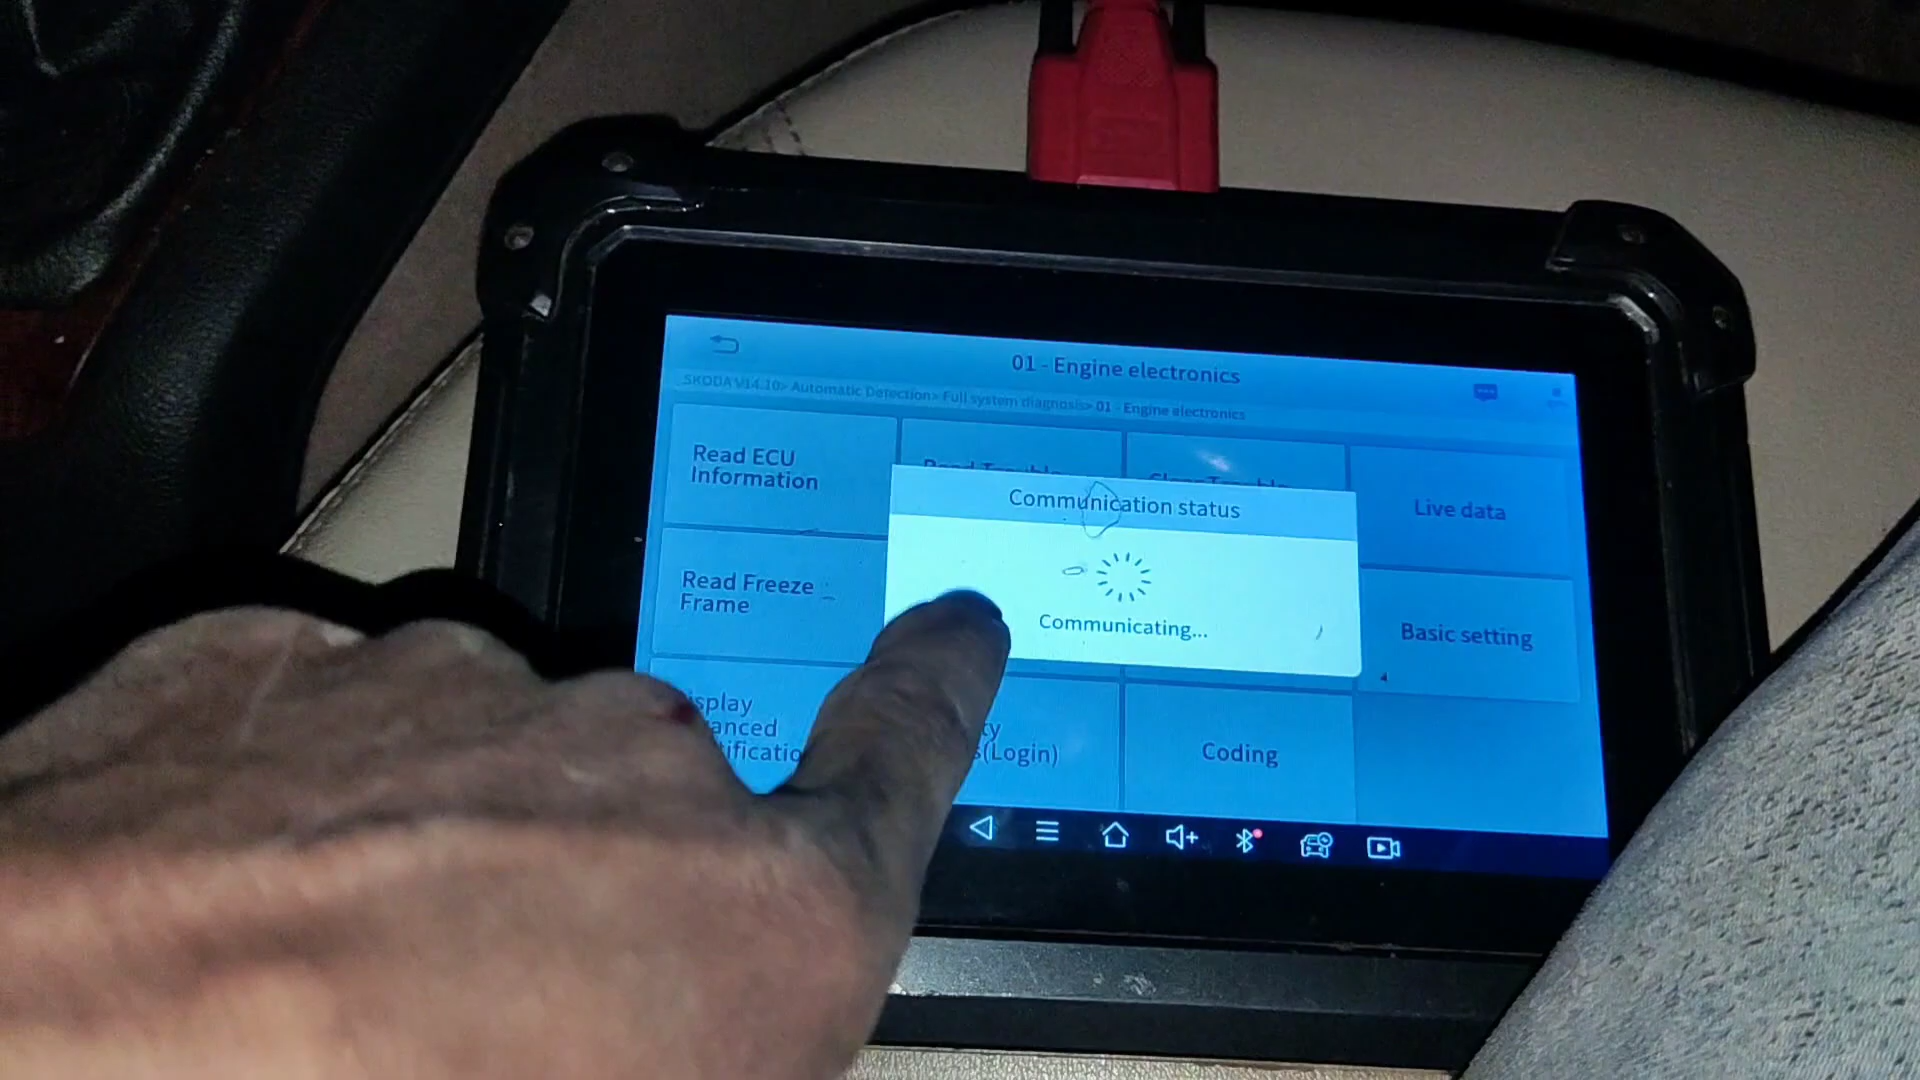 01 - Engine electronics
SKODA V14.10> Automatic Detection> Full system diagnosis> 01 - Engine electronics
Read ECU
Information
Live data
Communication status
Communicating...
Read Freeze
Frame
Basic setting
(Login)
Coding